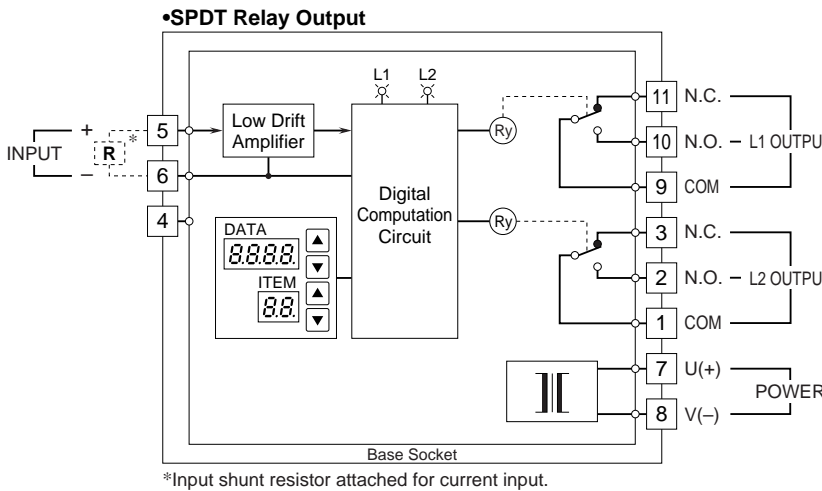 •SPDT Relay Output
L1 L2
11 N.C.
+ 5 Low Drift Amplifier Ry
10 N.O. L1 OUTPU
INPUT R *
– 6
9 COM
4
Digital Computation Circuit
DATA
8.8.8.8.
ITEM
8.8.
Ry
3 N.C.
2 N.O. L2 OUTPU
1 COM
7 U(+)
POWER
8 V(–)
Base Socket
*Input shunt resistor attached for current input.